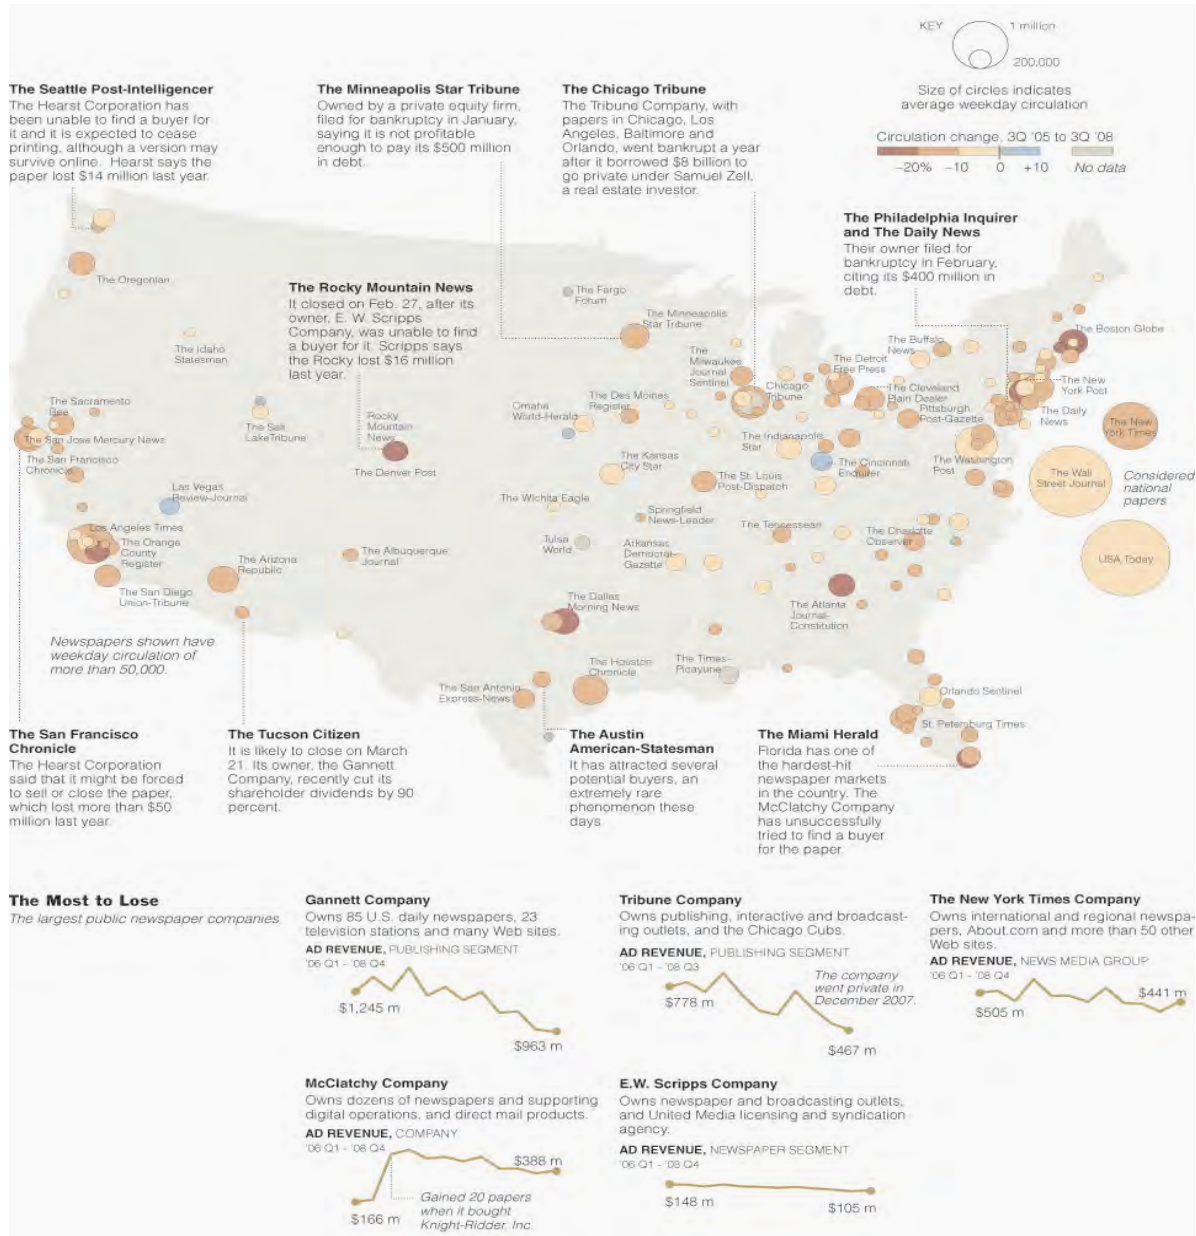 KEY
1 million
200,000
Size of circles indicates
average weekday circulation
Circulation change, 3Q '05 to 3Q '08
−20% −10 0 +10 No data
The Seattle Post-Intelligencer
The Hearst Corporation has
been unable to find a buyer for
it and it is expected to cease
printing, although a version may
survive online. Hearst says the
paper lost $14 million last year.
The Minneapolis Star Tribune
Owned by a private equity firm,
filed for bankruptcy in January,
saying it is not profitable
enough to pay its $500 million
in debt.
The Chicago Tribune
The Tribune Company, with
papers in Chicago, Los
Angeles, Baltimore and
Orlando, went bankrupt a year
after it borrowed $8 billion to
go private under Samuel Zell,
a real estate investor.
The Philadelphia Inquirer
and The Daily News
Their owner filed for
bankruptcy in February,
citing its $400 million in
debt.
The Rocky Mountain News
It closed on Feb. 27, after its
owner, E. W. Scripps
Company, was unable to find
a buyer for it. Scripps says
the Rocky lost $16 million
last year.
The Oregonian
The Idaho
Statesman
The Fargo
Forum
The Minneapolis
Star Tribune
The
Milwaukee
Journal
Sentinel
Chicago
Tribune
The Detroit
Free Press
The Buffalo
News
The Boston Globe
The Cleveland
Plain Dealer
Pittsburgh
Post-Gazette
The New
York Post
The Daily
News
The New
York Times
The Wall
Street Journal
Considered
national
papers
USA Today
The Sacramento
Bee
The San Jose Mercury News
The San Francisco
Chronicle
The Salt
LakeTribune
Rocky
Mountain
News
The Denver Post
Omaha
World-Herald
The Des Moines
Register
The Indianapolis
Star
The Cincinnati
Enquirer
The Washington
Post
The Kansas
City Star
The St. Louis
Post-Dispatch
Las Vegas
Review-Journal
The Wichita Eagle
Springfield
News-Leader
Los Angeles Times
The Orange
County
Register
The San Diego
Union-Tribune
The Arizona
Republic
The Albuquerque
Journal
Tulsa
World
Arkansas
Democrat-
Gazette
The Tennessean
The Charlotte
Observer
The Dallas
Morning News
The Atlanta
Journal-
Constitution
Newspapers shown have
weekday circulation of
more than 50,000.
The San Antonio
Express-News
The Houston
Chronicle
The Times-
Picayune
Orlando Sentinel
St. Petersburg Times
The San Francisco
Chronicle
The Hearst Corporation
said that it might be forced
to sell or close the paper,
which lost more than $50
million last year.
The Tucson Citizen
It is likely to close on March
21. Its owner, the Gannett
Company, recently cut its
shareholder dividends by 90
percent.
The Austin
American-Statesman
It has attracted several
potential buyers, an
extremely rare
phenomenon these
days.
The Miami Herald
Florida has one of
the hardest-hit
newspaper markets
in the country. The
McClatchy Company
has unsuccessfully
tried to find a buyer
for the paper.
The Most to Lose
The largest public newspaper companies
Gannett Company
Owns 85 U.S. daily newspapers, 23
television stations and many Web sites.
AD REVENUE, PUBLISHING SEGMENT
'06 Q1 - '08 Q4
$1,245 m
$963 m
Tribune Company
Owns publishing, interactive and broadcast-
ing outlets, and the Chicago Cubs.
AD REVENUE, PUBLISHING SEGMENT
'06 Q1 - '08 Q3
The company
went private in
December 2007.
$778 m
$467 m
The New York Times Company
Owns international and regional newspa-
pers, About.com and more than 50 other
Web sites.
AD REVENUE, NEWS MEDIA GROUP
'06 Q1 - '08 Q4
$441 m
$505 m
McClatchy Company
Owns dozens of newspapers and supporting
digital operations, and direct mail products.
AD REVENUE, COMPANY
'06 Q1 - '08 Q4
$388 m
$166 m
Gained 20 papers
when it bought
Knight-Ridder, Inc.
E.W. Scripps Company
Owns newspaper and broadcasting outlets,
and United Media licensing and syndication
agency.
AD REVENUE, NEWSPAPER SEGMENT
'06 Q1 - '08 Q4
$148 m
$105 m